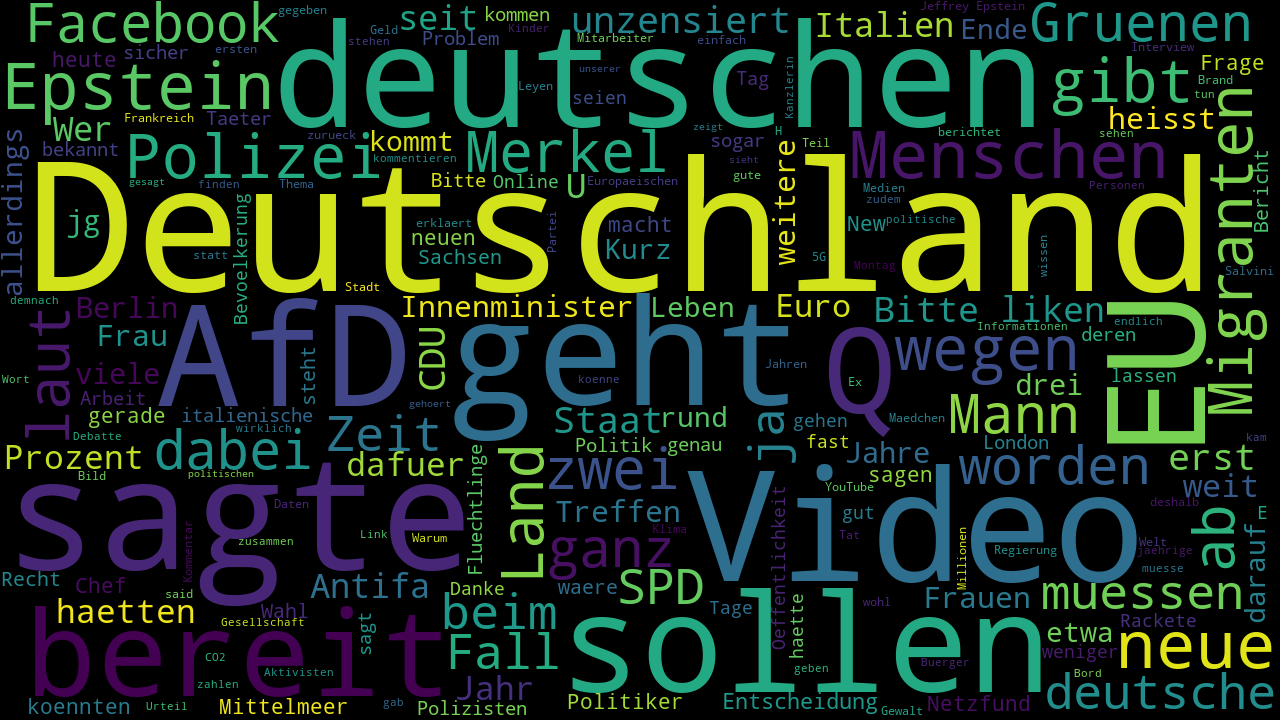 gegeben
Jeffrey Epstein
Facebook
seit
kommen
unzensiert
Italien
Ende
Gruenen
Geld
Kinder
stehen
Problem
ersten
Mitarbeiter
einfach
Interview
heute
sicher
deutschen
Epstein
unserer
seien
Leyen
Tag
Kanzlerin
gibt
Frage
Brand
tun
Frankreich
Taeter
heisst
Wer
bekannt
zurueck
kommt
Polizei
kommentieren
Merkel
zeigt
H
sogar
Teil
berichtet
sehen
Menschen
allerdings
gesagt
finden
Thema
Bitte
Online
U
Europaeischen
sieht
gute
weitere
Medien
zudem
Personen
Migranten
Bericht
Deutschland
jg
Bevoelkerung
erklaert
neuen
Partei
macht
New
politische
statt
Sachsen
Kurz
5G
Montag
wissen
Salvini
Stadt
demnach
Berlin
Innenminister
Leben
Euro
Bitte liken
endlich
Informationen
deren
laut
Frau
AfD
CDU
geht
Q
wegen
EU
viele
steht
Jahren
Wort
Arbeit
koenne
Ex
drei
lassen
gerade
italienische
gehoert
Staat
rund
ja
gehen
Maedchen
Mann
wirklich
Debatte
Zeit
Politik
genau
fast
London
kam
Prozent
dabei
dafuer
Fluechtlinge
Land
zwei
Jahre
sagen
worden
erst
Bild
politischen
weit
YouTube
deshalb
sagte
Daten
Treffen
Video
gut
E
Link
Warum
Klima
Oeffentlichkeit
Tat
ab
darauf
Kommentar
zusammen
ganz
Millionen
Regierung
Welt
jaehrige
Recht
Chef
Antifa
Danke
waere
SPD
muesse
said
haetten
Wahl
Gesellschaft
sagt
beim
Tage
haette
wohl
Frauen
muessen
bereit
Fall
sollen
Rackete
etwa
weniger
neue
CO2
Aktivisten
zahlen
geben
Buerger
Bord
koennten
Urteil
Mittelmeer
gab
Jahr
Polizisten
Politiker
Entscheidung
Gewalt
Netzfund
deutsche